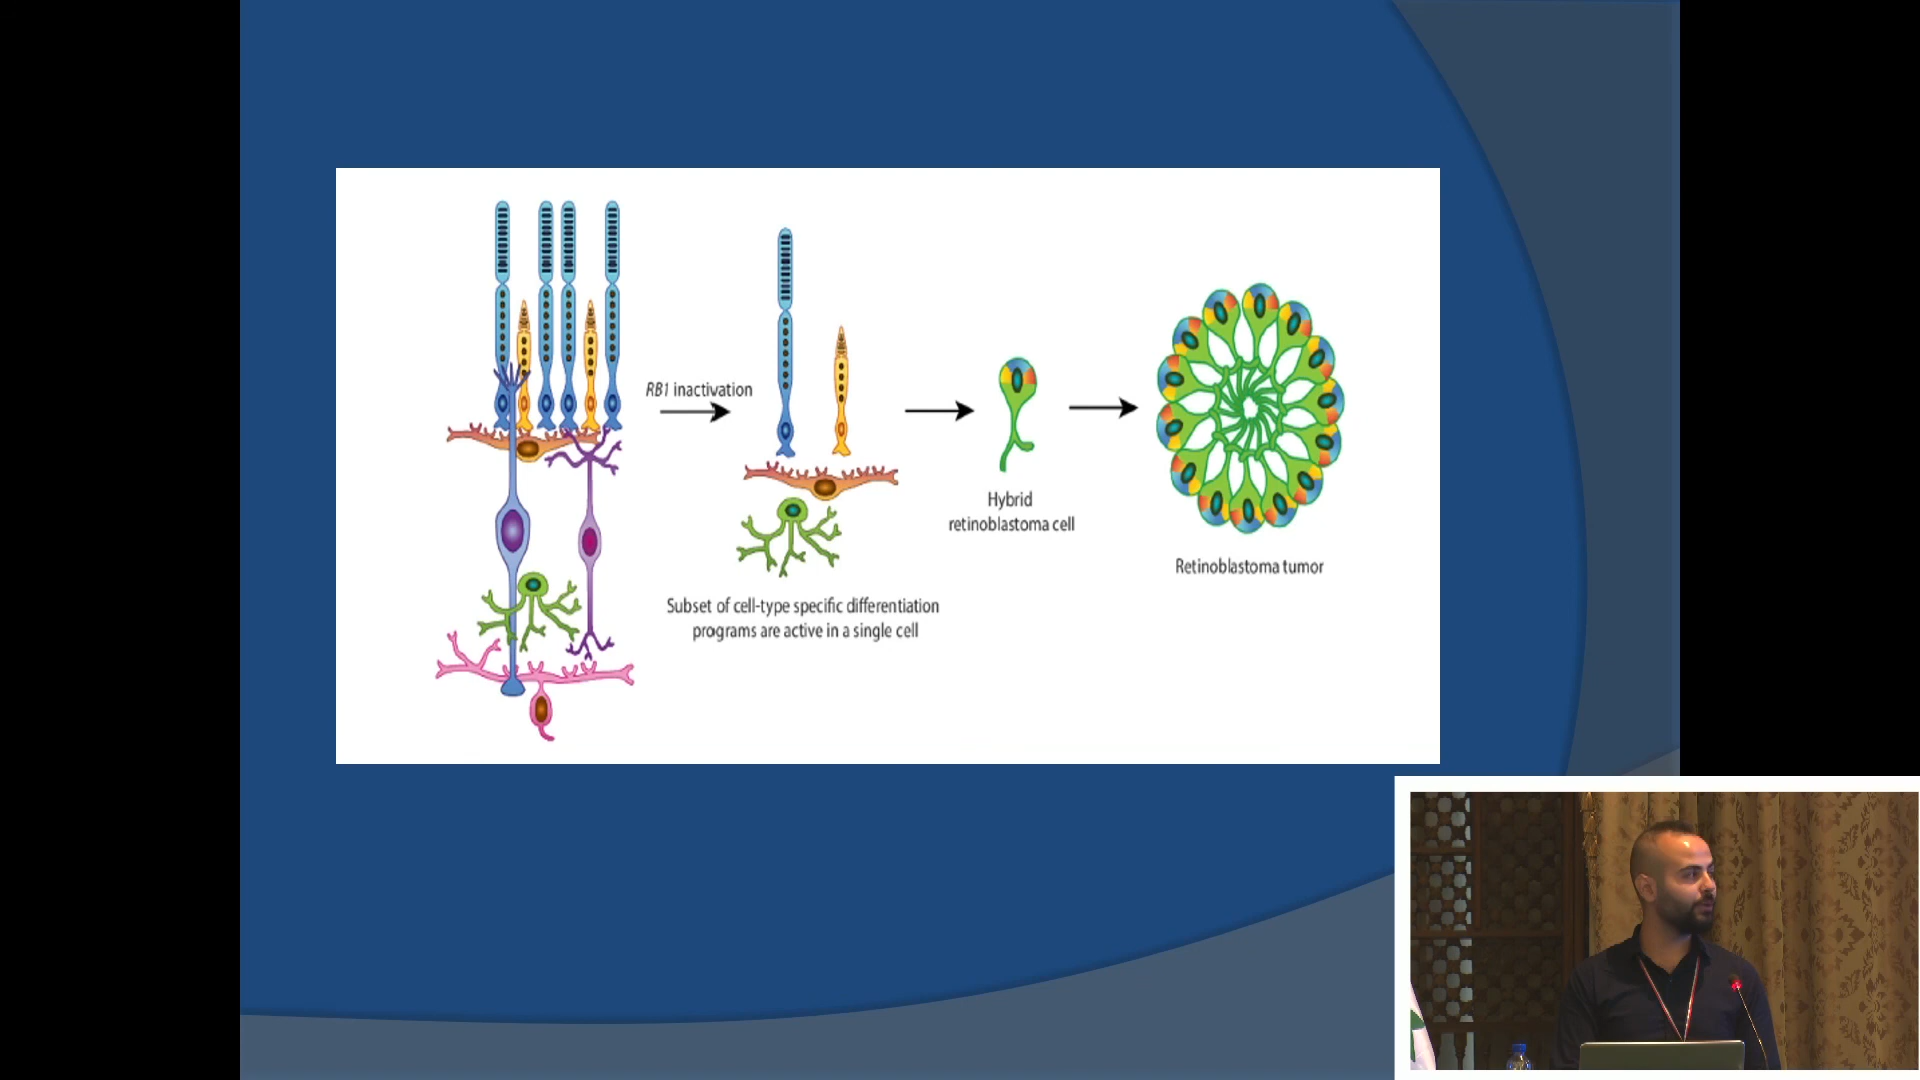 RB1 inactivation
Subset of cell-type specific differentiation
programs are active in a single cell
Hybrid
retinoblastoma cell
Retinoblastoma tumor